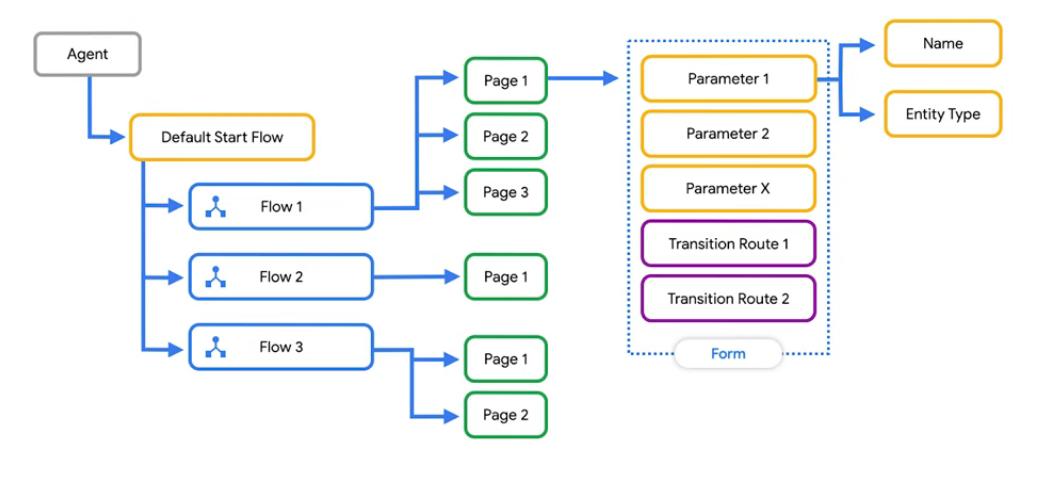 Agent
Default Start Flow
Flow 1
Flow 2
Flow 3
Page 1
Page 2
Page 3
Page 1
Page 1
Page 2
Parameter 1
Parameter 2
Parameter X
Transition Route 1
Transition Route 2
Form
Name
Entity Type